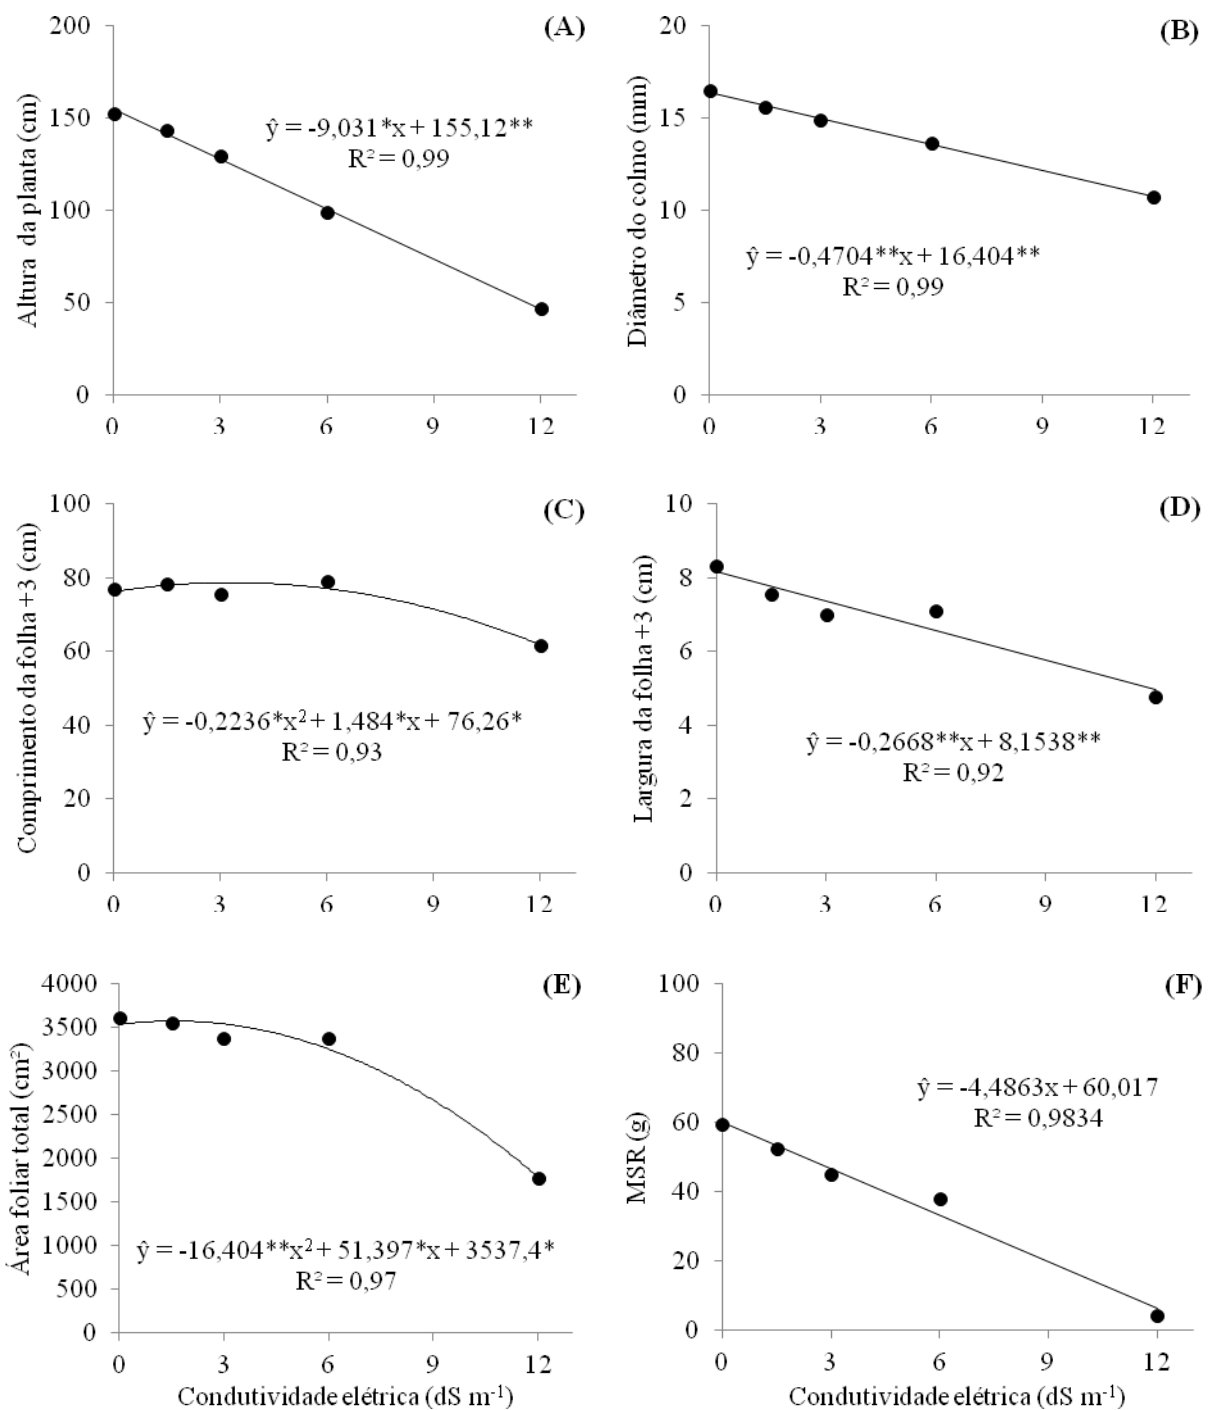 (A)
Altura da planta (cm)
200
150
100
50
0
0 3 6 9 12
ŷ = -9,031*x + 155,12**
R² = 0,99
(B)
Diâmetro do colmo (mm)
20
15
10
5
0
0 3 6 9 12
ŷ = -0,4704**x + 16,404**
R² = 0,99
(C)
Comprimento da folha +3 (cm)
100
80
60
40
20
0
0 3 6 9 12
ŷ = -0,2236*x² + 1,484*x + 76,26*
R² = 0,93
(D)
Largura da folha +3 (cm)
10
8
6
4
2
0
0 3 6 9 12
ŷ = -0,2668**x + 8,1538**
R² = 0,92
(E)
Área foliar total (cm²)
4000
3500
3000
2500
2000
1500
1000
500
0
0 3 6 9 12
ŷ = -16,404**x² + 51,397*x + 3537,4*
R² = 0,97
Condutividade elétrica (dS m⁻¹)
(F)
MSR (g)
100
80
60
40
20
0
0 3 6 9 12
ŷ = -4,4863x + 60,017
R² = 0,9834
Condutividade elétrica (dS m⁻¹)